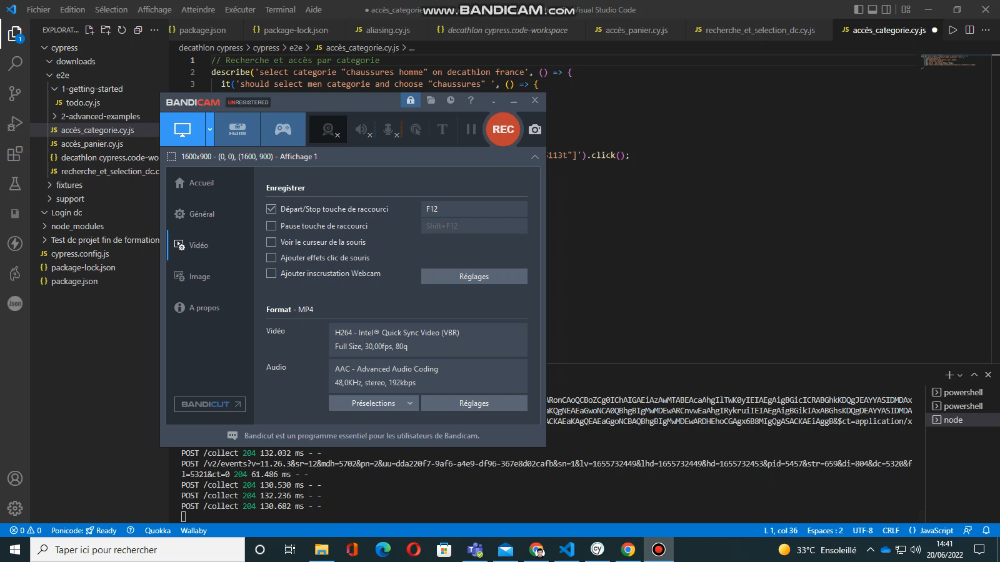 Fichier Edition Sélection Affichage Atteindre Exécuter Terminal Aide
● accès_categorie
www.BANDICAM.com
Visual Studio Code
EXPLORAT...
package.json package-lock.json aliasing.cy.js decathlon cypress.code-workspace accès_panier.cy.js recherche_et_selection_dc.cy.js accès_categorie.cy.js ●
decathlon cypress > cypress > e2e > JS accès_categorie.cy.js > ...
cypress
downloads
e2e
1-getting-started
JS todo.cy.js
2-advanced-examples
JS accès_categorie.cy.js
JS accès_panier.cy.js
{} decathlon cypress.code-wo
JS recherche_et_selection_dc.c
fixtures
support
Login dc
node_modules
Test dc projet fin de formation
JS cypress.config.js
{} package-lock.json
{} package.json
1 // Recherche et accès par categorie
2 describe('select categorie "chaussures homme" on decathlon france', () => {
3 it('should select men categorie and choose "chaussures" ', () => {
113t"]').click();
BANDICAM UNREGISTERED
HDMI
REC
1600x900 - (0, 0), (1600, 900) - Affichage 1
Accueil
Général
Vidéo
Image
A propos
BANDICUT
Enregistrer
Départ/Stop touche de raccourci F12
Pause touche de raccourci Shift+F12
Voir le curseur de la souris
Ajouter effets clic de souris
Ajouter inscrustation Webcam Réglages
Format - MP4
Vidéo
H264 - Intel® Quick Sync Video (VBR)
Full Size, 30,00fps, 80q
Audio
AAC - Advanced Audio Coding
48,0KHz, stereo, 192kbps
Préselections Réglages
Bandicut est un programme essentiel pour les utilisateurs de Bandicam.
powershell
powershell
node
POST /collect 204 132.032 ms - -
POST /v2/events?v=11.26.3&sr=12&mdh=5702&pn=2&uu=dda220f7-9af6-a4e9-df96-367e8d02cafb&sn=1&lv=1655732449&lhd=1655732449&hd=1655732453&pid=5457&str=659&di=804&dc=5320&f
l=5321&ct=0 204 61.486 ms - -
POST /collect 204 130.530 ms - -
POST /collect 204 132.236 ms - -
POST /collect 204 130.682 ms - -
0 0 Ponicode: Ready Quokka Wallaby L 1, col 36 Espaces : 2 UTF-8 CRLF {} JavaScript
Taper ici pour rechercher
33°C Ensoleillé
14:41
20/06/2022